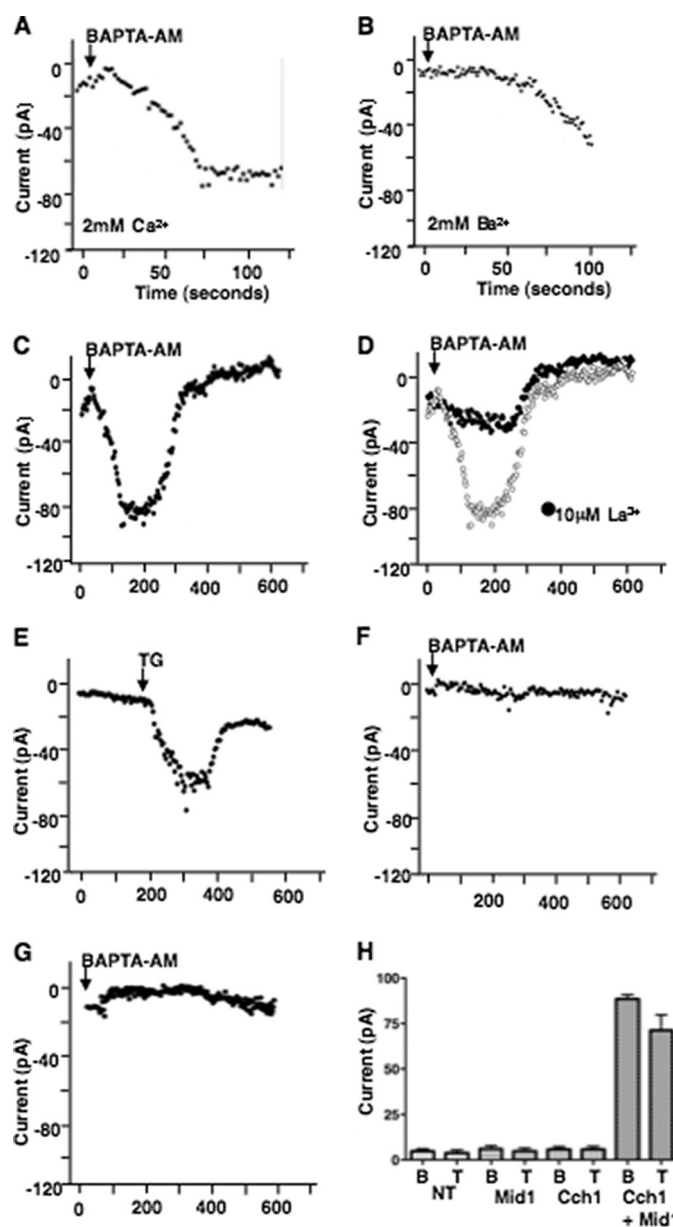 A
BAPTA-AM
0
-40
-80
-120
Current (pA)
2mM Ca²⁺
0 50 100
Time (seconds)
B
BAPTA-AM
0
-40
-80
-120
Current (pA)
2mM Ba²⁺
0 50 100
Time (seconds)
C
BAPTA-AM
0
-40
-80
-120
Current (pA)
0 200 400 600
D
BAPTA-AM
0
-40
-80
-120
Current (pA)
10μM La³⁺
0 200 400 600
E
TG
0
-40
-80
-120
Current (pA)
0 200 400 600
F
BAPTA-AM
0
-40
-80
-120
Current (pA)
200 400 600
G
BAPTA-AM
0
-40
-80
-120
Current (pA)
0 200 400 600
H
100
75
50
25
0
Current (pA)
B T B T B T B T
NT Mid1 Cch1 Cch1
+ Mid1